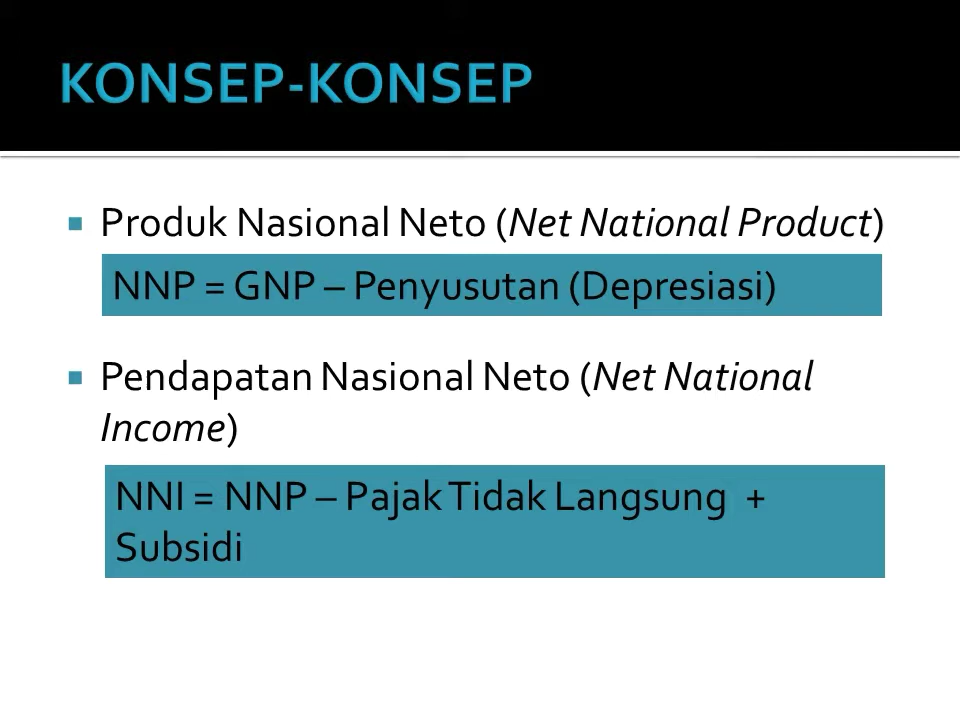 KONSEP-KONSEP
Produk Nasional Neto (Net National Product)
NNP = GNP – Penyusutan (Depresiasi)
Pendapatan Nasional Neto (Net National
Income)
NNI = NNP – Pajak Tidak Langsung +
Subsidi